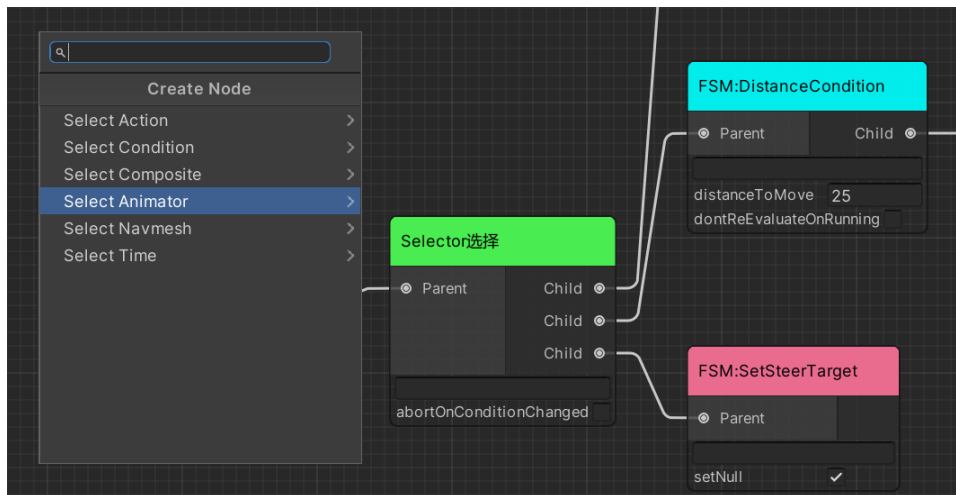 Create Node
Select Action
Select Condition
Select Composite
Select Animator
Select Navmesh
Select Time
Selector选择
Parent
Child
Child
Child
abortOnConditionChanged
FSM:DistanceCondition
Parent
Child
distanceToMove 25
dontReEvaluateOnRunning
FSM:SetSteerTarget
Parent
setNull